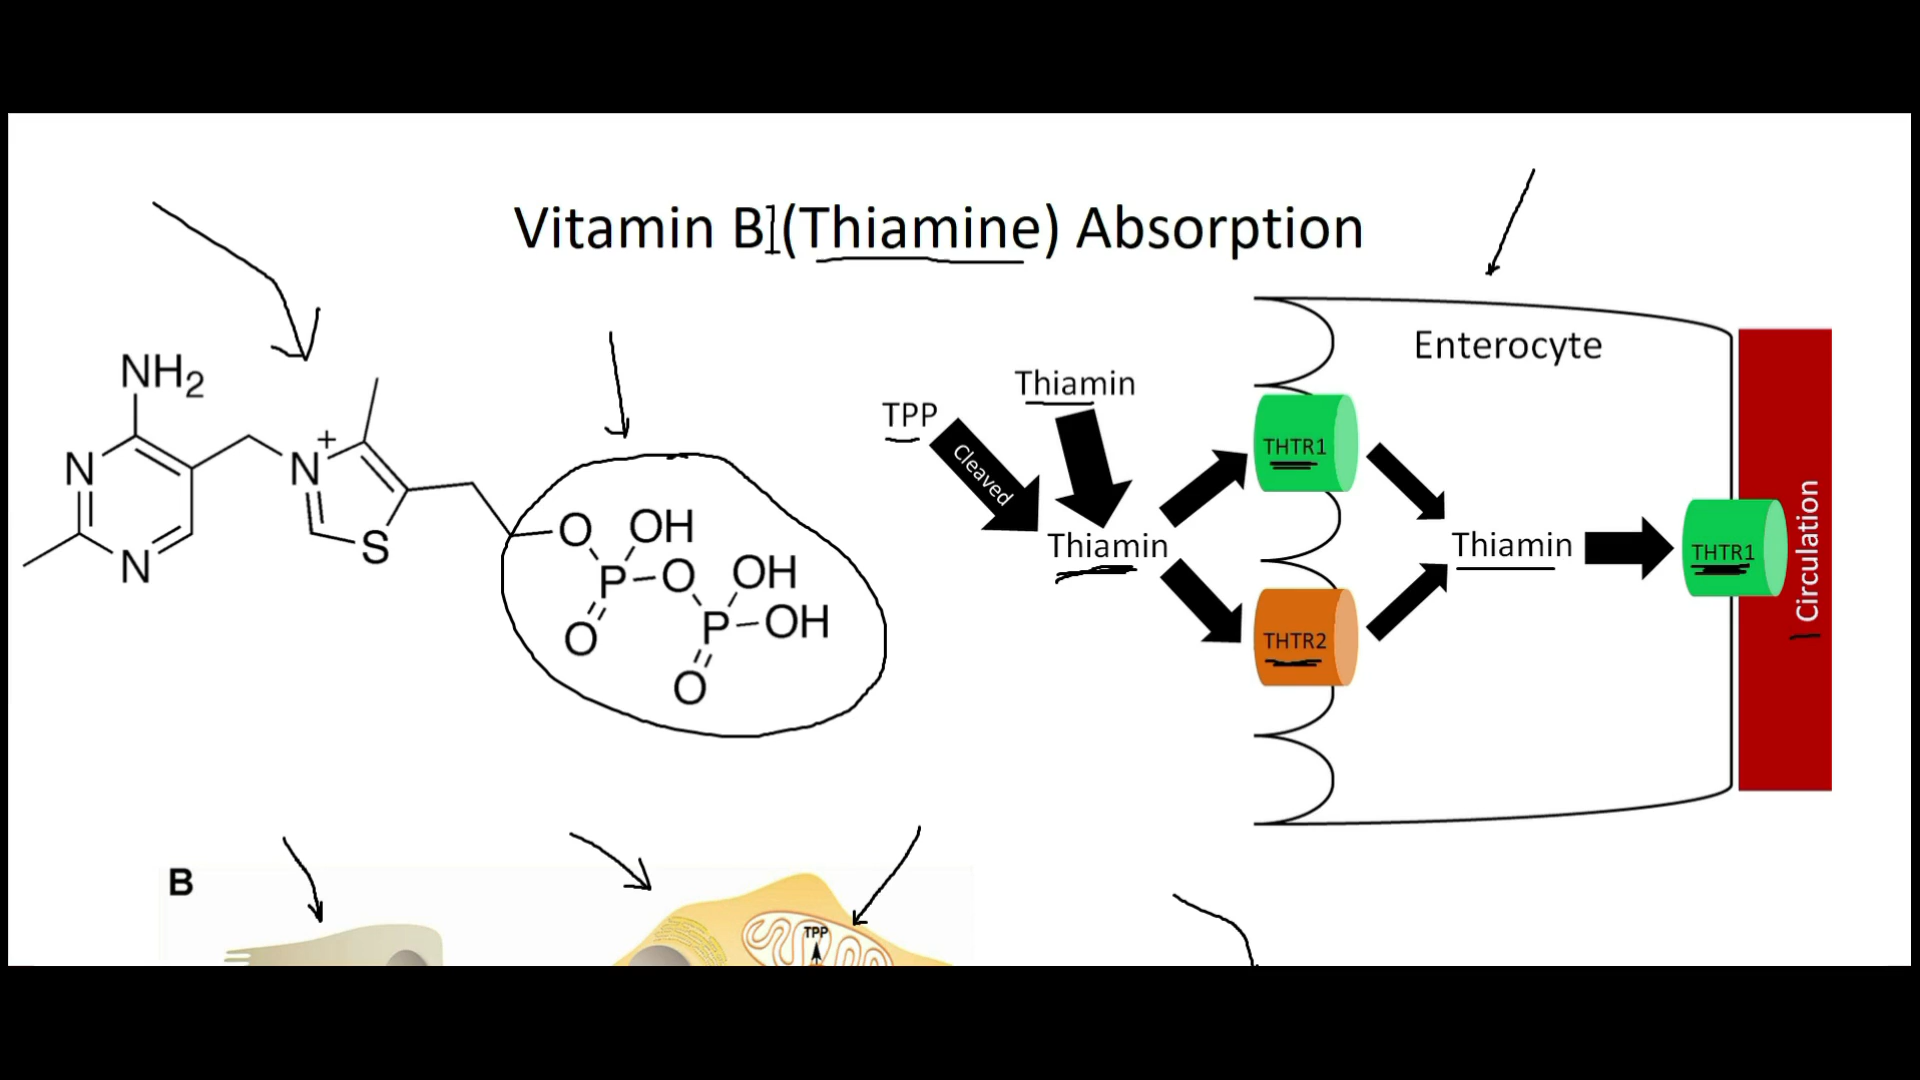 Vitamin B1 (Thiamine) Absorption
NH2
N
N
N+
S
O
OH
P
O
OH
O
P
OH
O
TPP
Cleaved
Thiamin
Thiamin
Enterocyte
THTR1
THTR2
Thiamin
THTR1
Circulation
B
TPP